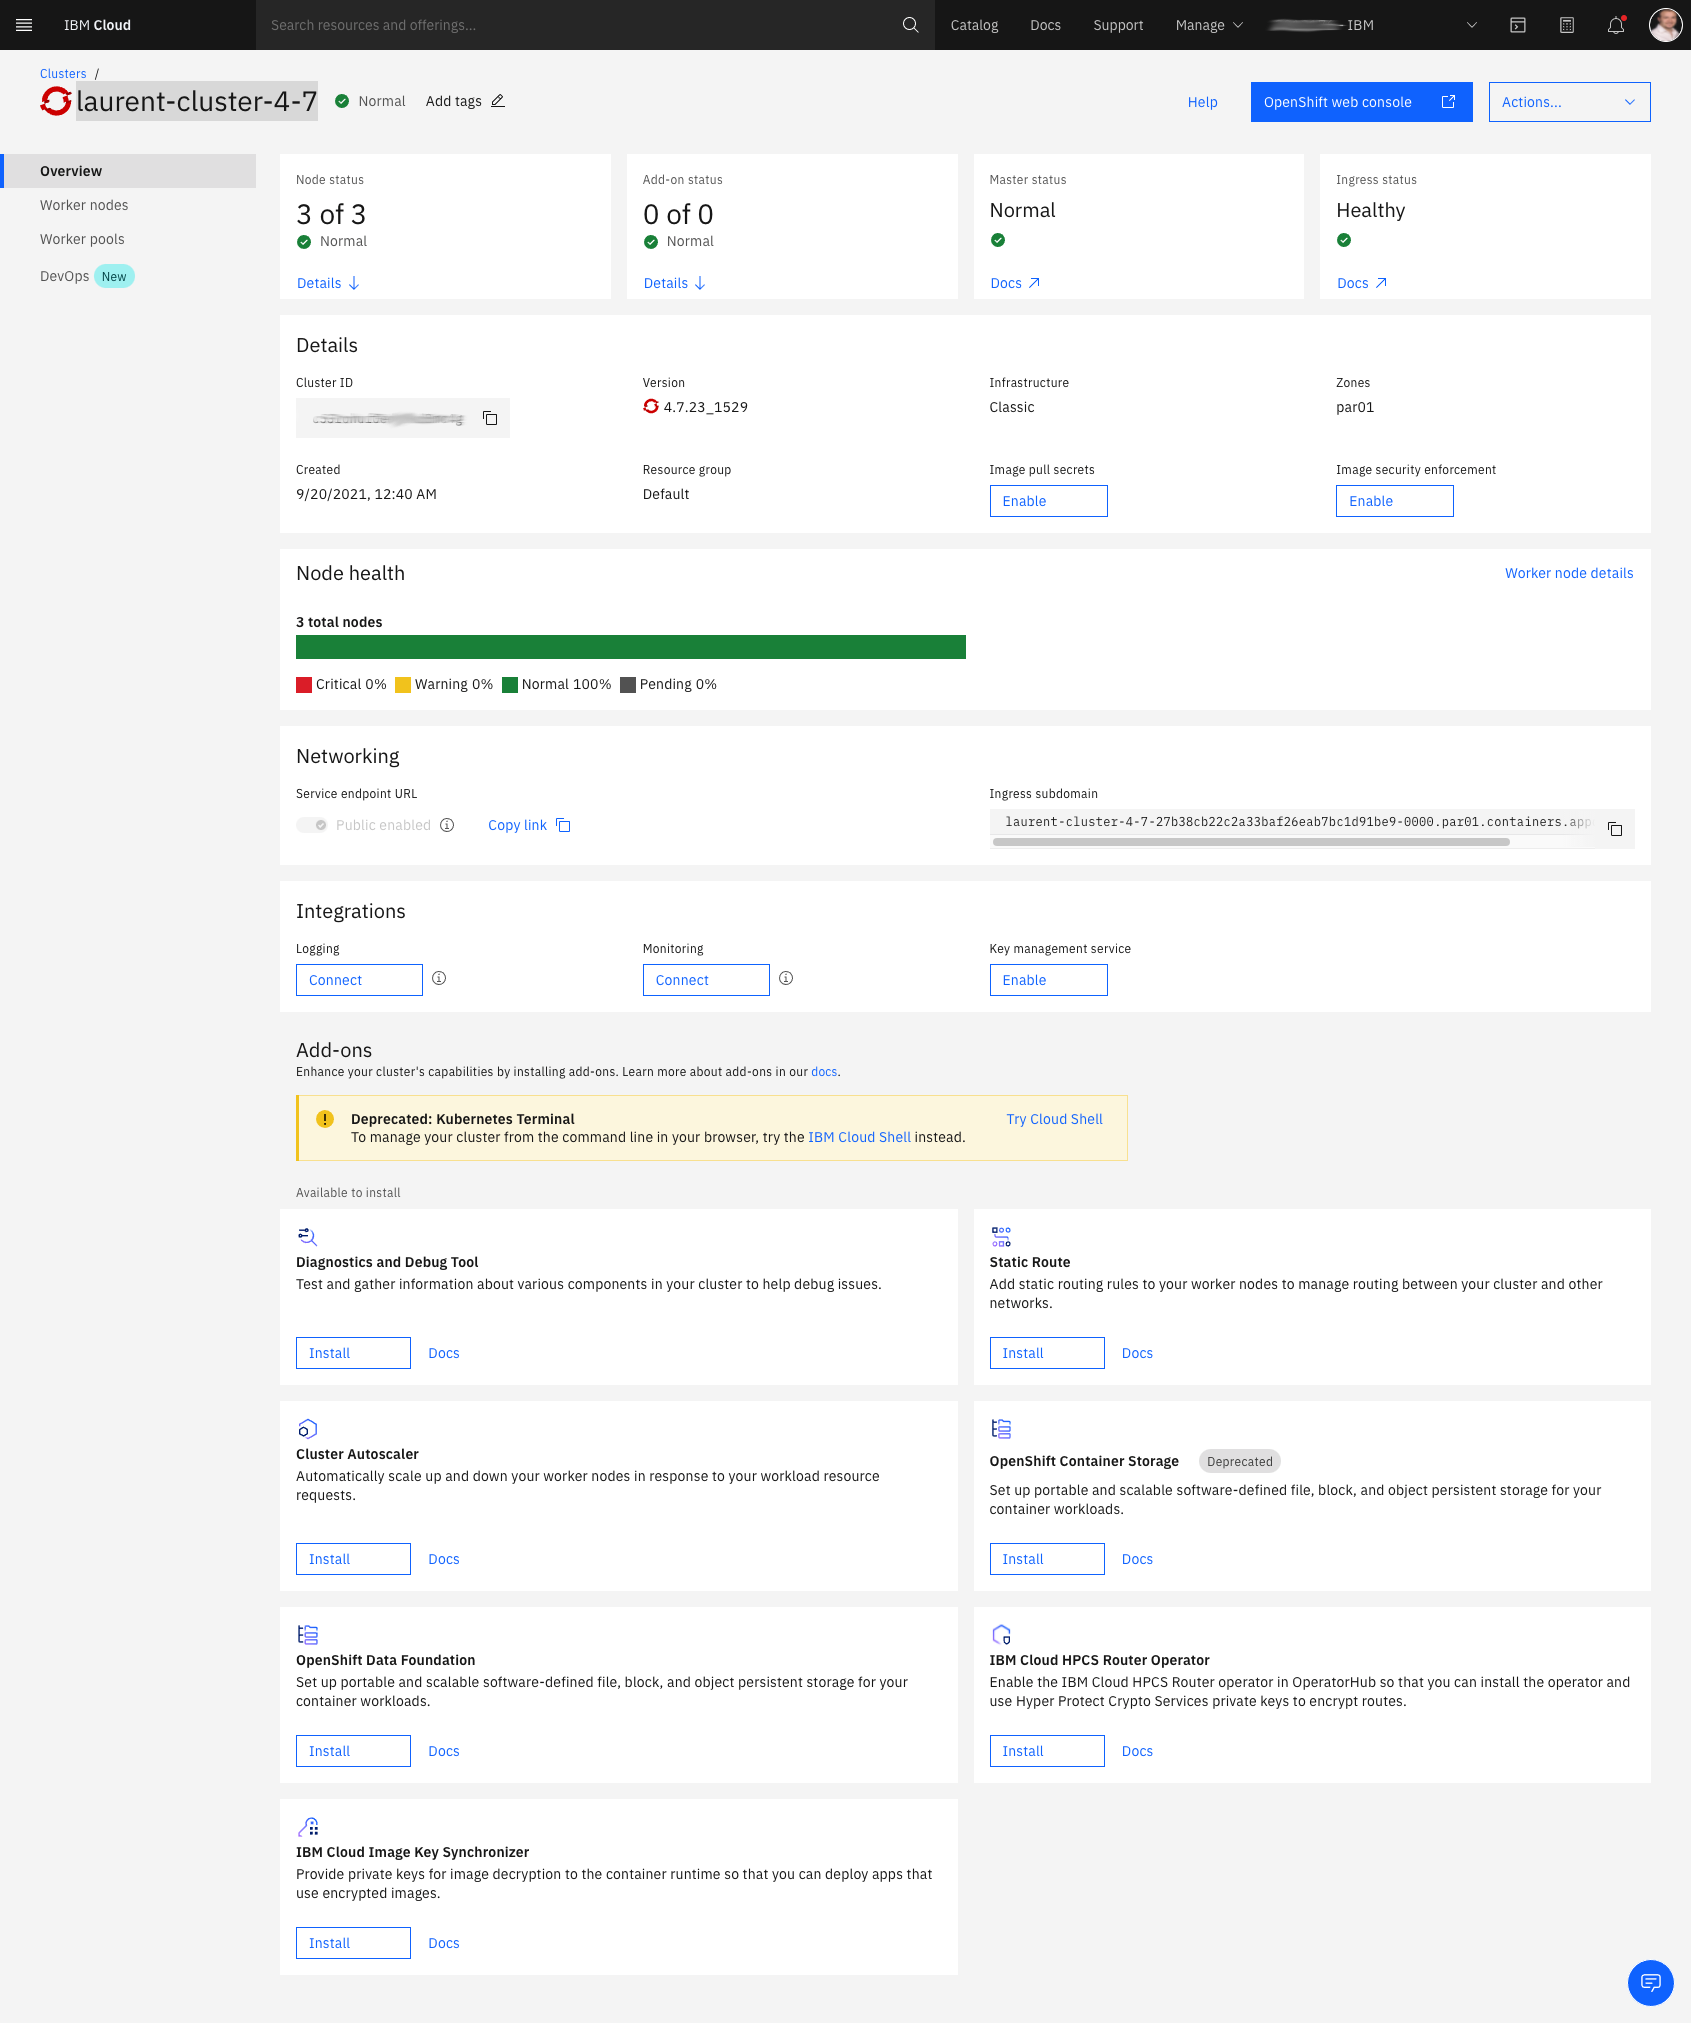 IBM Cloud
Search resources and offerings...
Catalog
Docs
Support
Manage
IBM
Clusters /
laurent-cluster-4-7
Normal
Add tags
Help
OpenShift web console
Actions...
Overview
Worker nodes
Worker pools
DevOps New
Node status
3 of 3
Normal
Details
Add-on status
0 of 0
Normal
Details
Master status
Normal
Docs
Ingress status
Healthy
Docs
Details
Cluster ID
Version
4.7.23_1529
Infrastructure
Classic
Zones
par01
Created
9/20/2021, 12:40 AM
Resource group
Default
Image pull secrets
Enable
Image security enforcement
Enable
Node health
Worker node details
3 total nodes
Critical 0% Warning 0% Normal 100% Pending 0%
Networking
Service endpoint URL
Public enabled
Copy link
Ingress subdomain
laurent-cluster-4-7-27b38cb22c2a33baf26eab7bc1d91be9-0000.par01.containers.app
Integrations
Logging
Connect
Monitoring
Connect
Key management service
Enable
Add-ons
Enhance your cluster's capabilities by installing add-ons. Learn more about add-ons in our docs.
Deprecated: Kubernetes Terminal
To manage your cluster from the command line in your browser, try the IBM Cloud Shell instead.
Try Cloud Shell
Available to install
Diagnostics and Debug Tool
Test and gather information about various components in your cluster to help debug issues.
Install
Docs
Static Route
Add static routing rules to your worker nodes to manage routing between your cluster and other
networks.
Install
Docs
Cluster Autoscaler
Automatically scale up and down your worker nodes in response to your workload resource
requests.
Install
Docs
OpenShift Container Storage Deprecated
Set up portable and scalable software-defined file, block, and object persistent storage for your
container workloads.
Install
Docs
OpenShift Data Foundation
Set up portable and scalable software-defined file, block, and object persistent storage for your
container workloads.
Install
Docs
IBM Cloud HPCS Router Operator
Enable the IBM Cloud HPCS Router operator in OperatorHub so that you can install the operator and
use Hyper Protect Crypto Services private keys to encrypt routes.
Install
Docs
IBM Cloud Image Key Synchronizer
Provide private keys for image decryption to the container runtime so that you can deploy apps that
use encrypted images.
Install
Docs